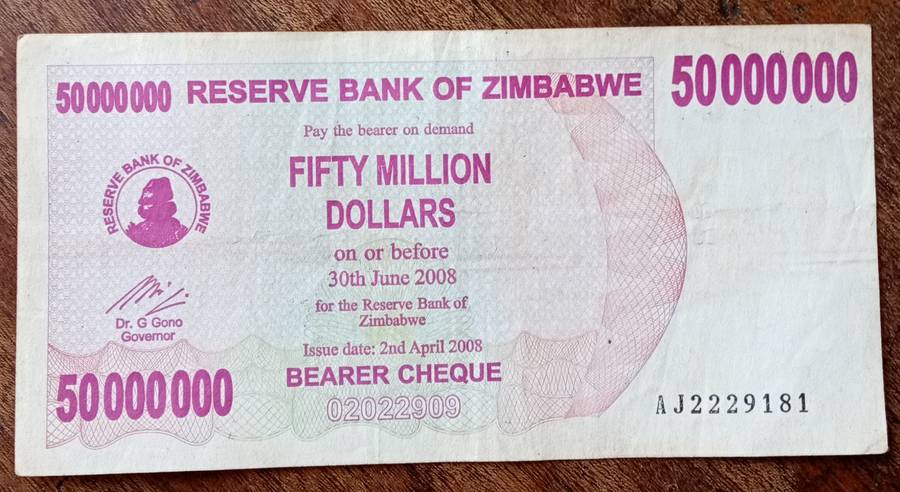 50000000 RESERVE BANK OF ZIMBABWE 50000000
Pay the bearer on demand
FIFTY MILLION
DOLLARS
RESERVE BANK OF ZIMBABWE
on or before
30th June 2008
for the Reserve Bank of
Zimbabwe
Dr. G Gono
Governor
Issue date: 2nd April 2008
BEARER CHEQUE
50000000
02022909
AJ2229181